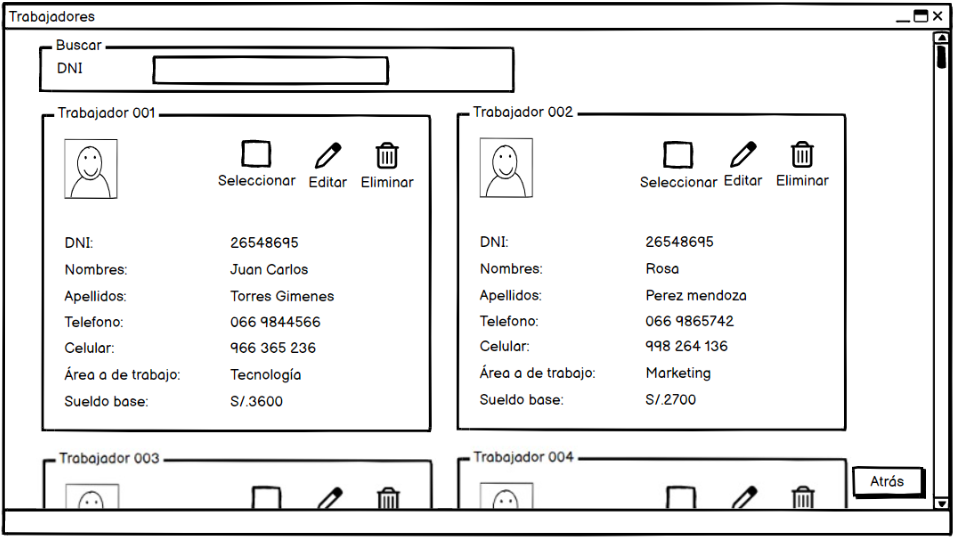 Trabajadores
Buscar
DNI
Trabajador 001
Seleccionar Editar Eliminar
DNI: 26548695
Nombres: Juan Carlos
Apellidos: Torres Gimenes
Telefono: 066 9844566
Celular: 966 365 236
Área a de trabajo: Tecnología
Sueldo base: S/.3600
Trabajador 002
Seleccionar Editar Eliminar
DNI: 26548695
Nombres: Rosa
Apellidos: Perez mendoza
Telefono: 066 9865742
Celular: 998 264 136
Área a de trabajo: Marketing
Sueldo base: S/.2700
Trabajador 003
Trabajador 004
Atrás